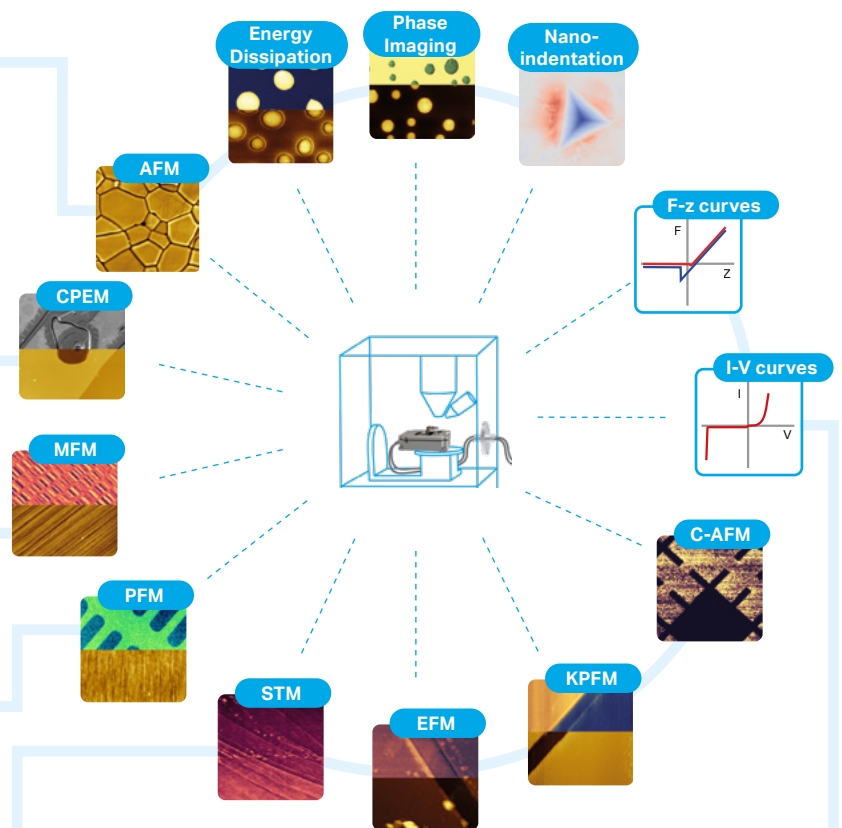 Energy
Dissipation
Phase
Imaging
Nano-
indentation
AFM
F-z curves
F
Z
CPEM
I-V curves
I
V
MFM
C-AFM
PFM
KPFM
STM
EFM